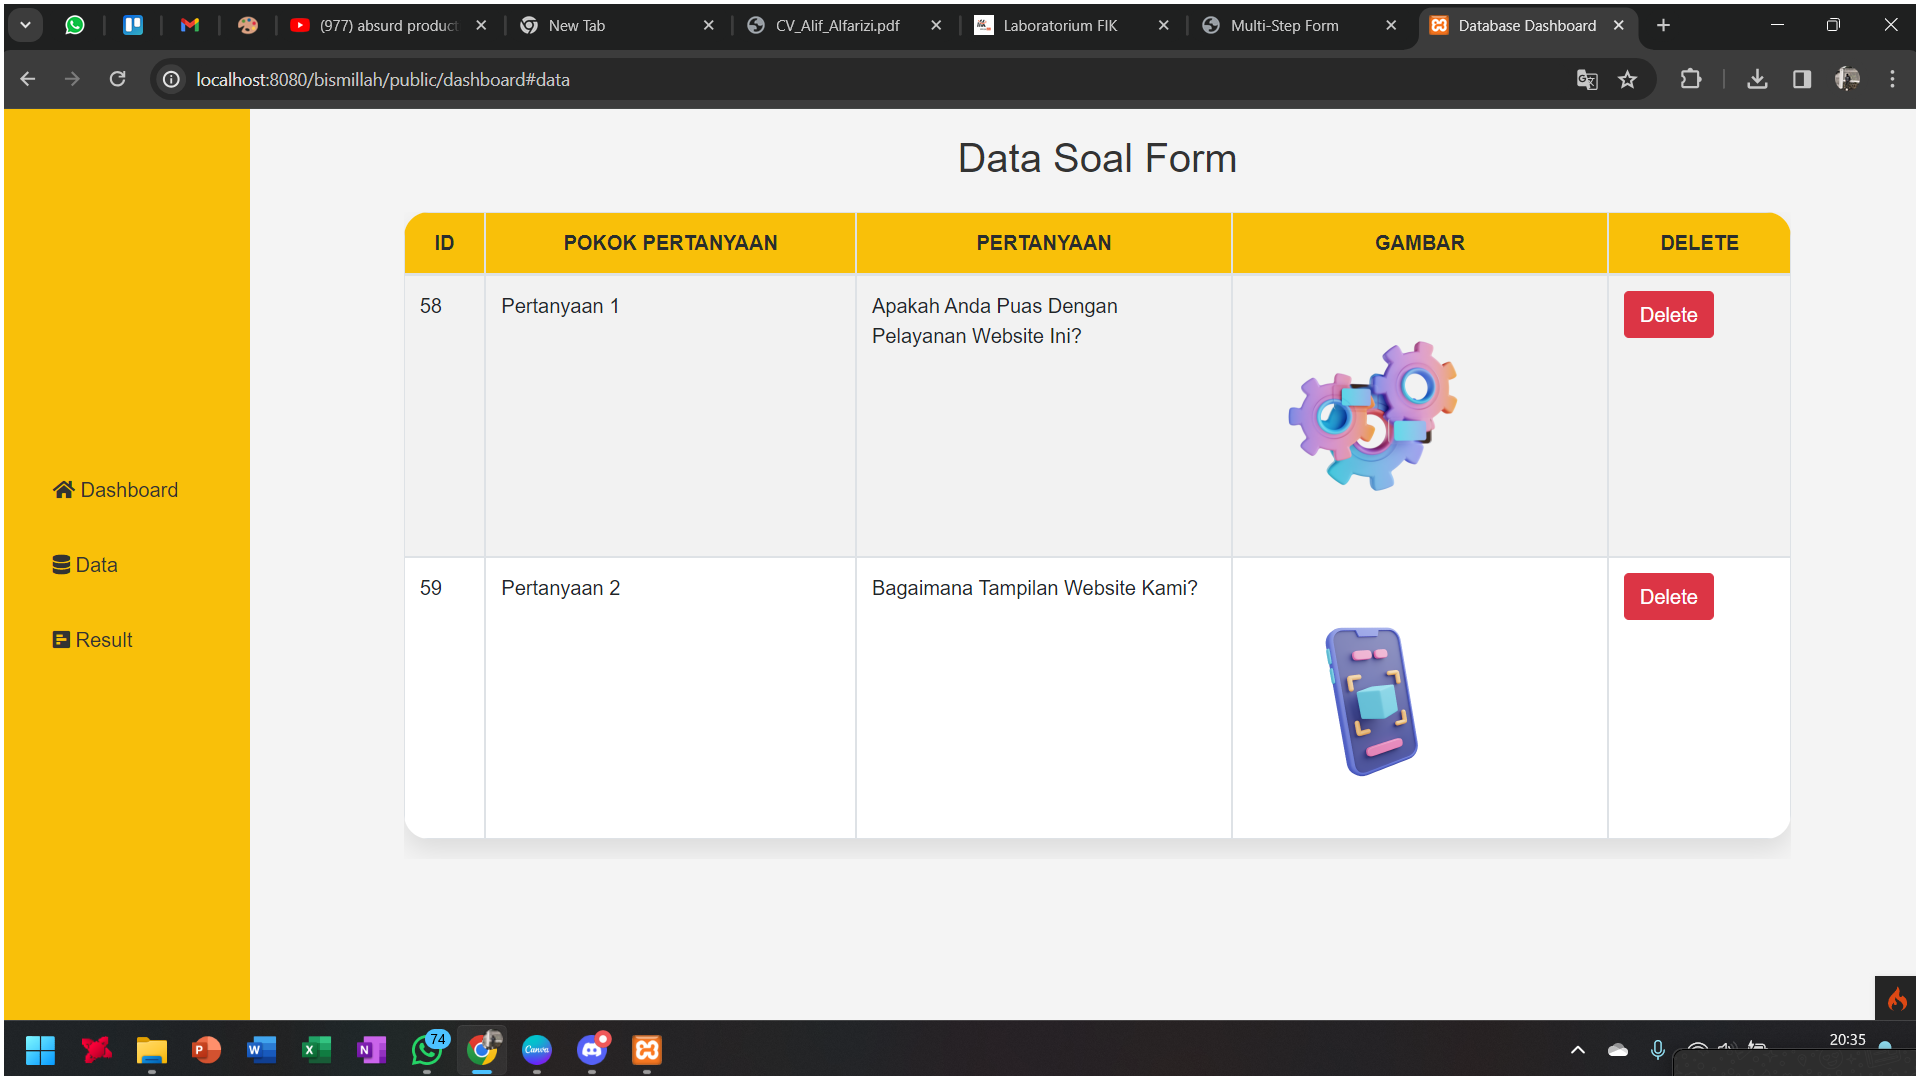 (977) absurd product
New Tab
CV_Alif_Alfarizi.pdf
Laboratorium FIK
Multi-Step Form
Database Dashboard
localhost:8080/bismillah/public/dashboard#data
Data Soal Form
ID POKOK PERTANYAAN PERTANYAAN GAMBAR DELETE
58 Pertanyaan 1 Apakah Anda Puas Dengan Delete
Pelayanan Website Ini?
Dashboard
Data
59 Pertanyaan 2 Bagaimana Tampilan Website Kami? Delete
Result
74
Canva
20:35